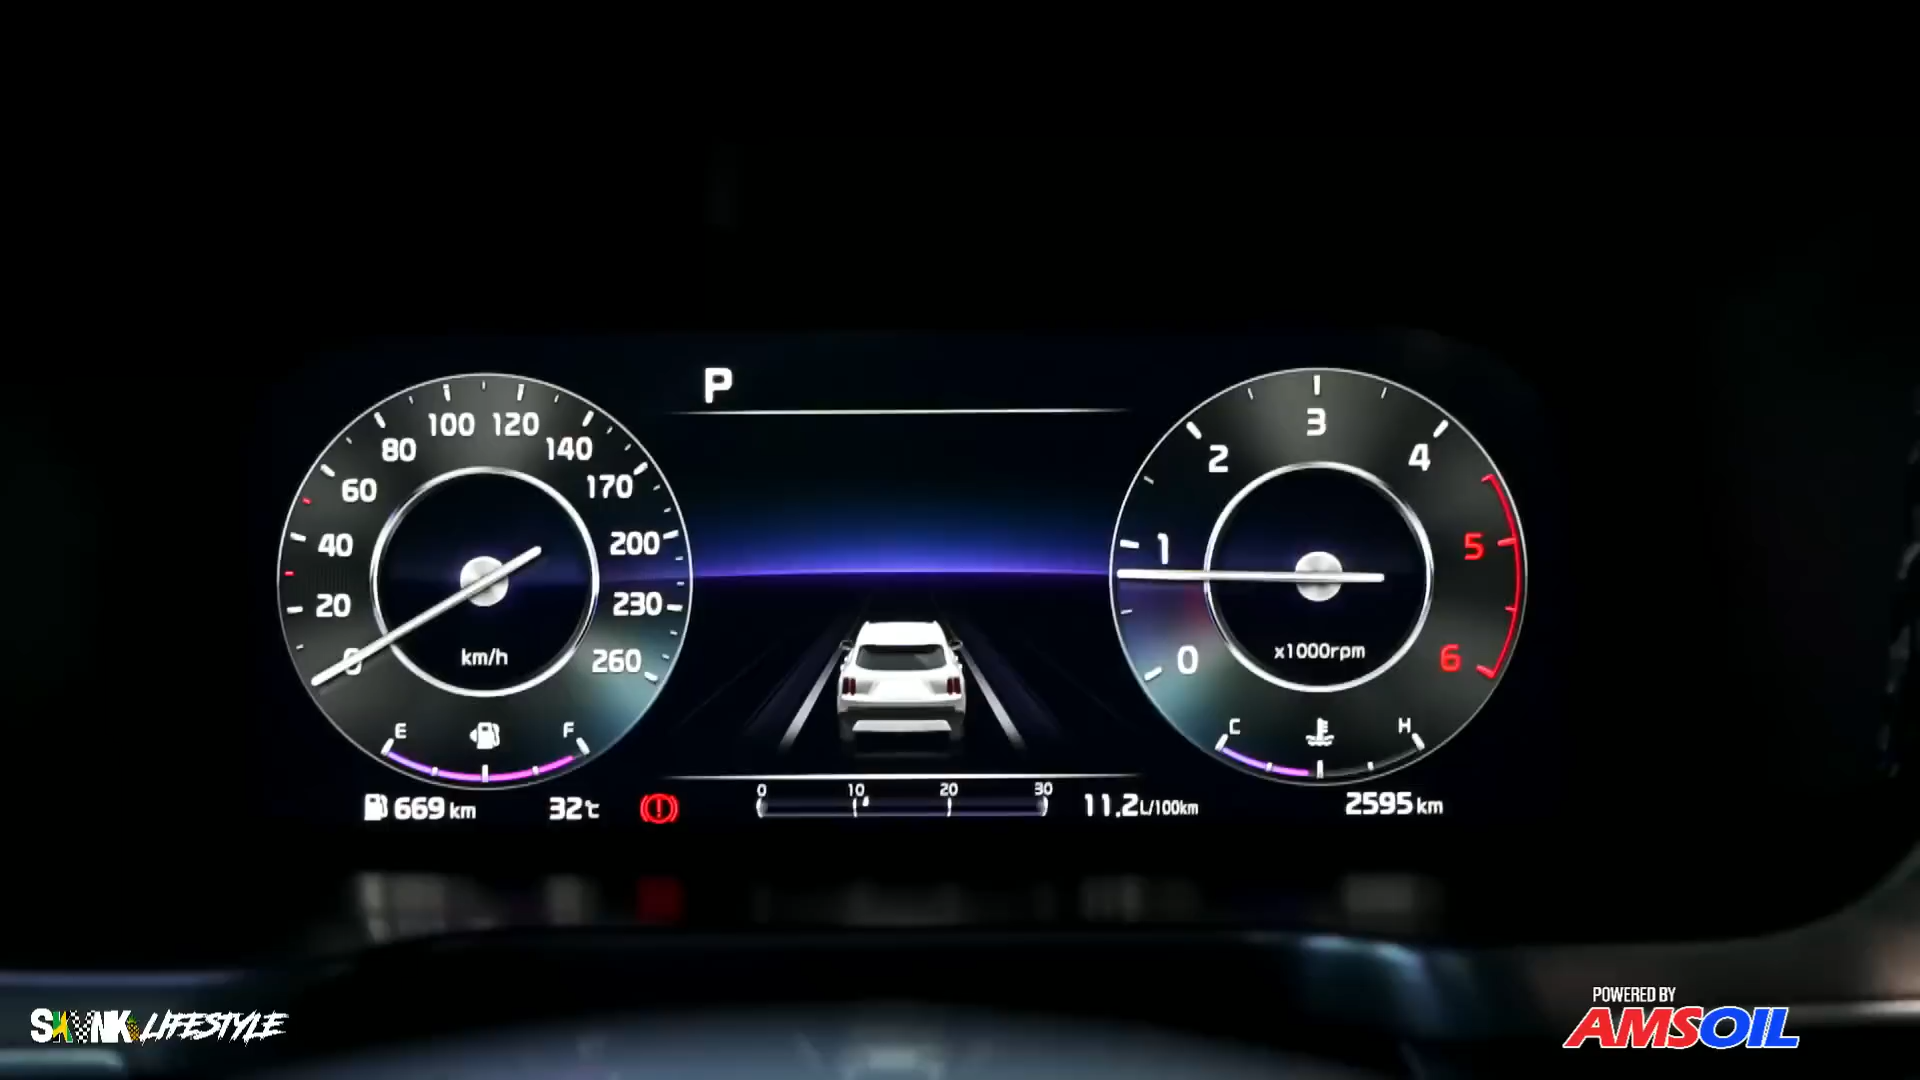 P
100 120
80 140
60 170
40 200
20 230
0 260
km/h
E F
3
2 4
1 5
0 6
x1000rpm
C H
669 km
32℃
0 10 20 30
11.2L/100km
2595 km
SKVNK LIFESTYLE
POWERED BY
AMSOIL